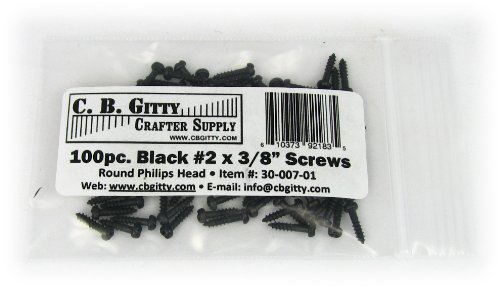 C. B. GITTY
CRAFTER SUPPLY
WWW.CBGITTY.COM
6 10373 92183 5
100pc. Black #2 x 3/8” Screws
Round Philips Head • Item #: 30-007-01
Web: www.cbgitty.com • E-mail: info@cbgitty.com